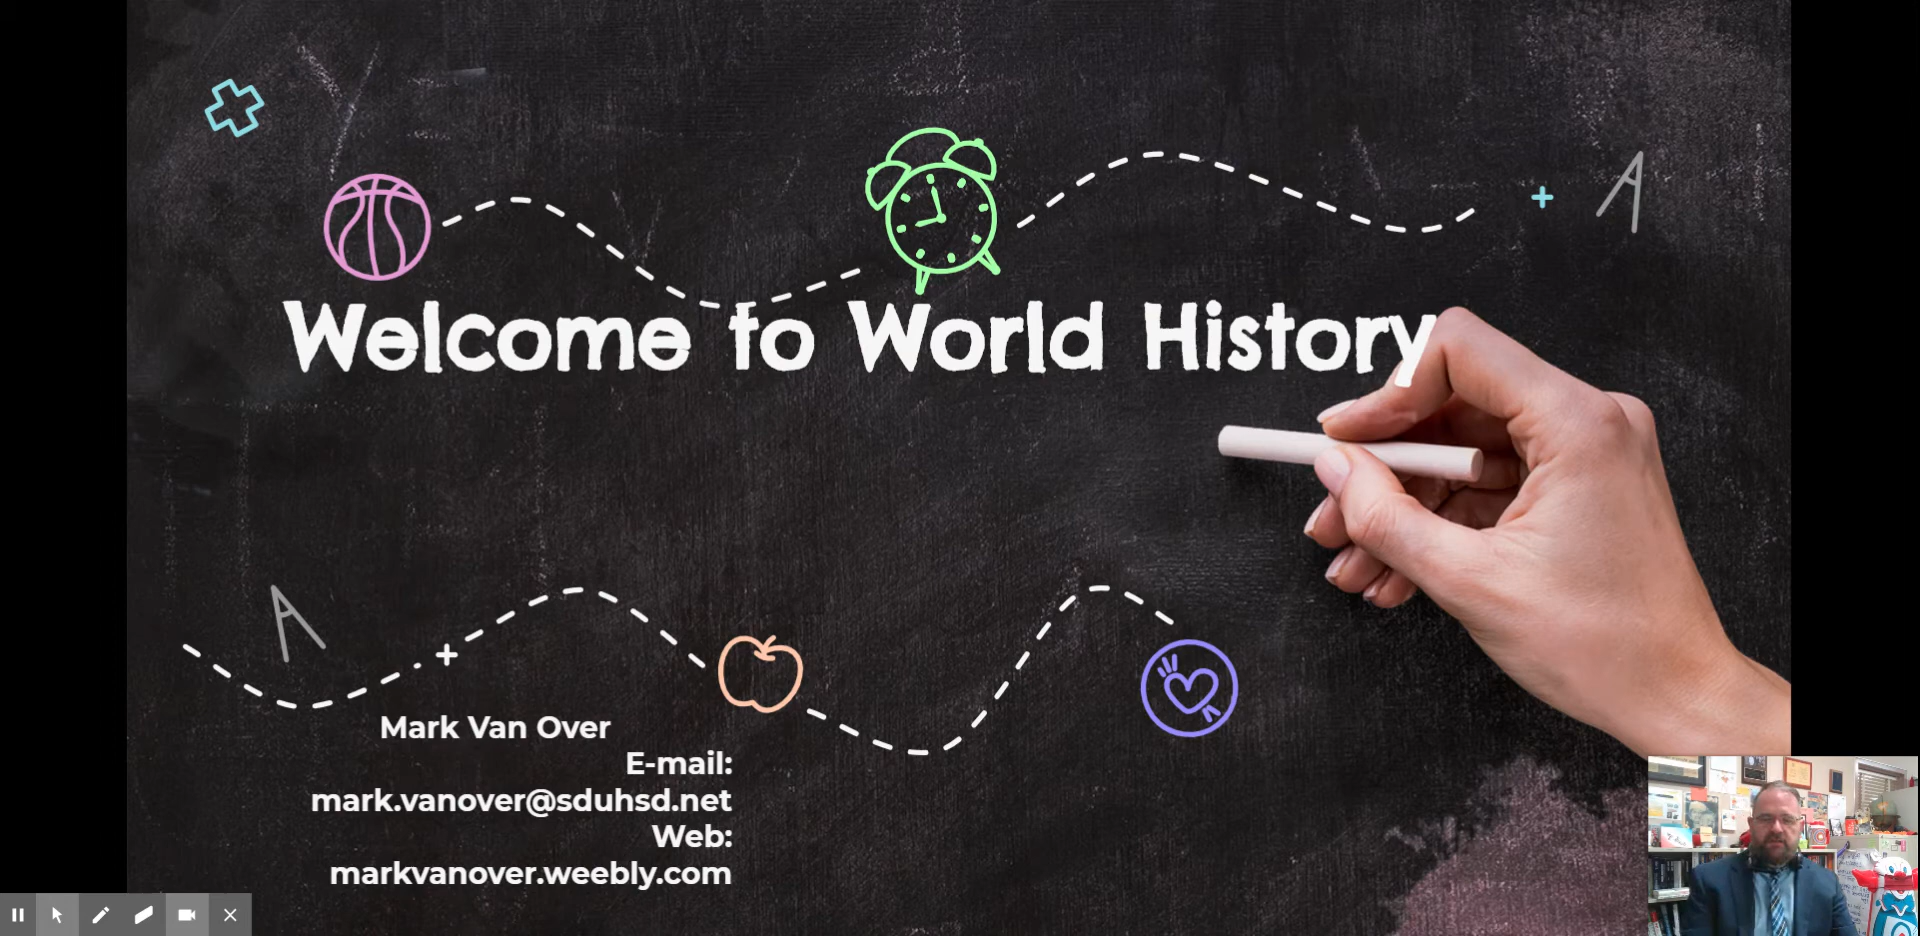 A
Welcome to World History
A
Mark Van Over
E-mail:
mark.vanover@sduhsd.net
Web:
markvanover.weebly.com